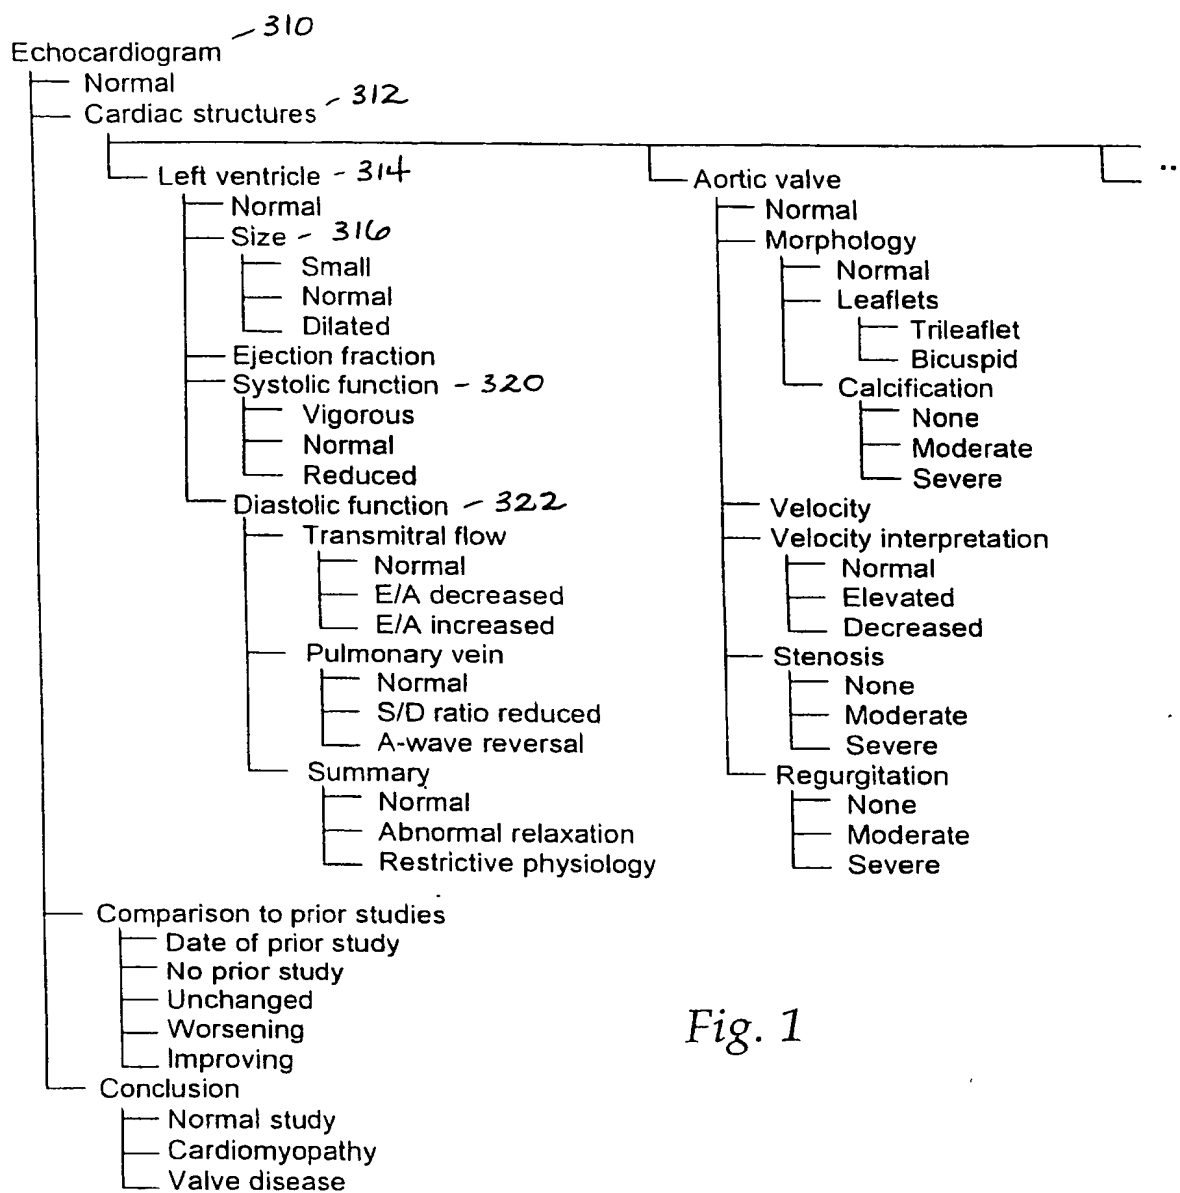 Echocardiogram 310
Normal
Cardiac structures 312
Left ventricle - 314
Normal
Size - 316
Small
Normal
Dilated
Ejection fraction
Systolic function - 320
Vigorous
Normal
Reduced
Diastolic function - 322
Transmitral flow
Normal
E/A decreased
E/A increased
Pulmonary vein
Normal
S/D ratio reduced
A-wave reversal
Summary
Normal
Abnormal relaxation
Restrictive physiology
Aortic valve
Normal
Morphology
Normal
Leaflets
Trileaflet
Bicuspid
Calcification
None
Moderate
Severe
Velocity
Velocity interpretation
Normal
Elevated
Decreased
Stenosis
None
Moderate
Severe
Regurgitation
None
Moderate
Severe
..
Comparison to prior studies
Date of prior study
No prior study
Unchanged
Worsening
Improving
Conclusion
Normal study
Cardiomyopathy
Valve disease
Fig. 1